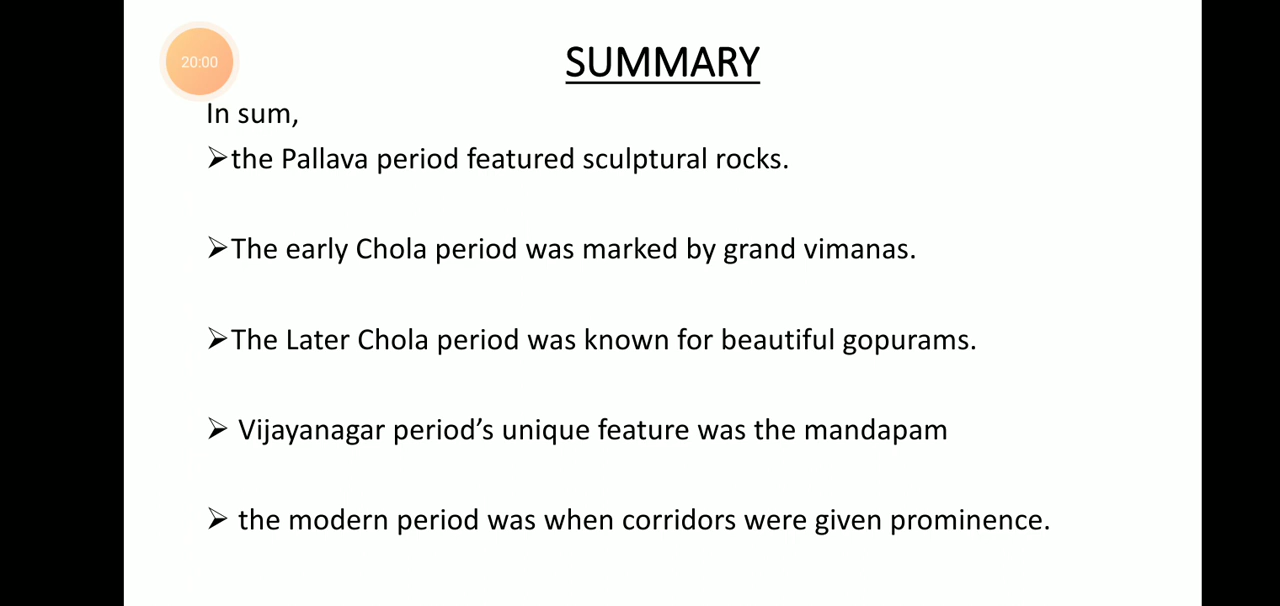 20:00
SUMMARY
In sum,
➢the Pallava period featured sculptural rocks.
➢The early Chola period was marked by grand vimanas.
➢The Later Chola period was known for beautiful gopurams.
➢ Vijayanagar period’s unique feature was the mandapam
➢ the modern period was when corridors were given prominence.